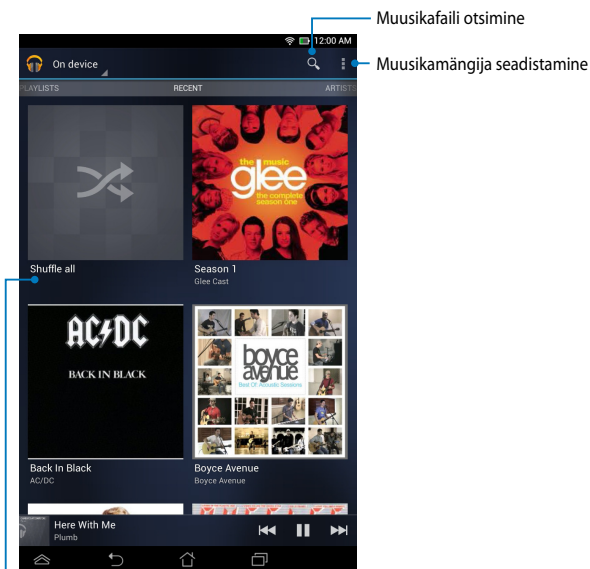 Muusikafaili otsimine
12:00 AM
On device
Muusikamängija seadistamine
PLAYLISTS RECENT ARTISTS
the music
glee
the complete
season one
Shuffle all
Season 1
Glee Cast
AC⚡DC
BACK IN BLACK
boyce
avenue
Best Of Acoustic Sessions
Back In Black
AC/DC
Boyce Avenue
Boyce Avenue
Here With Me
Plumb